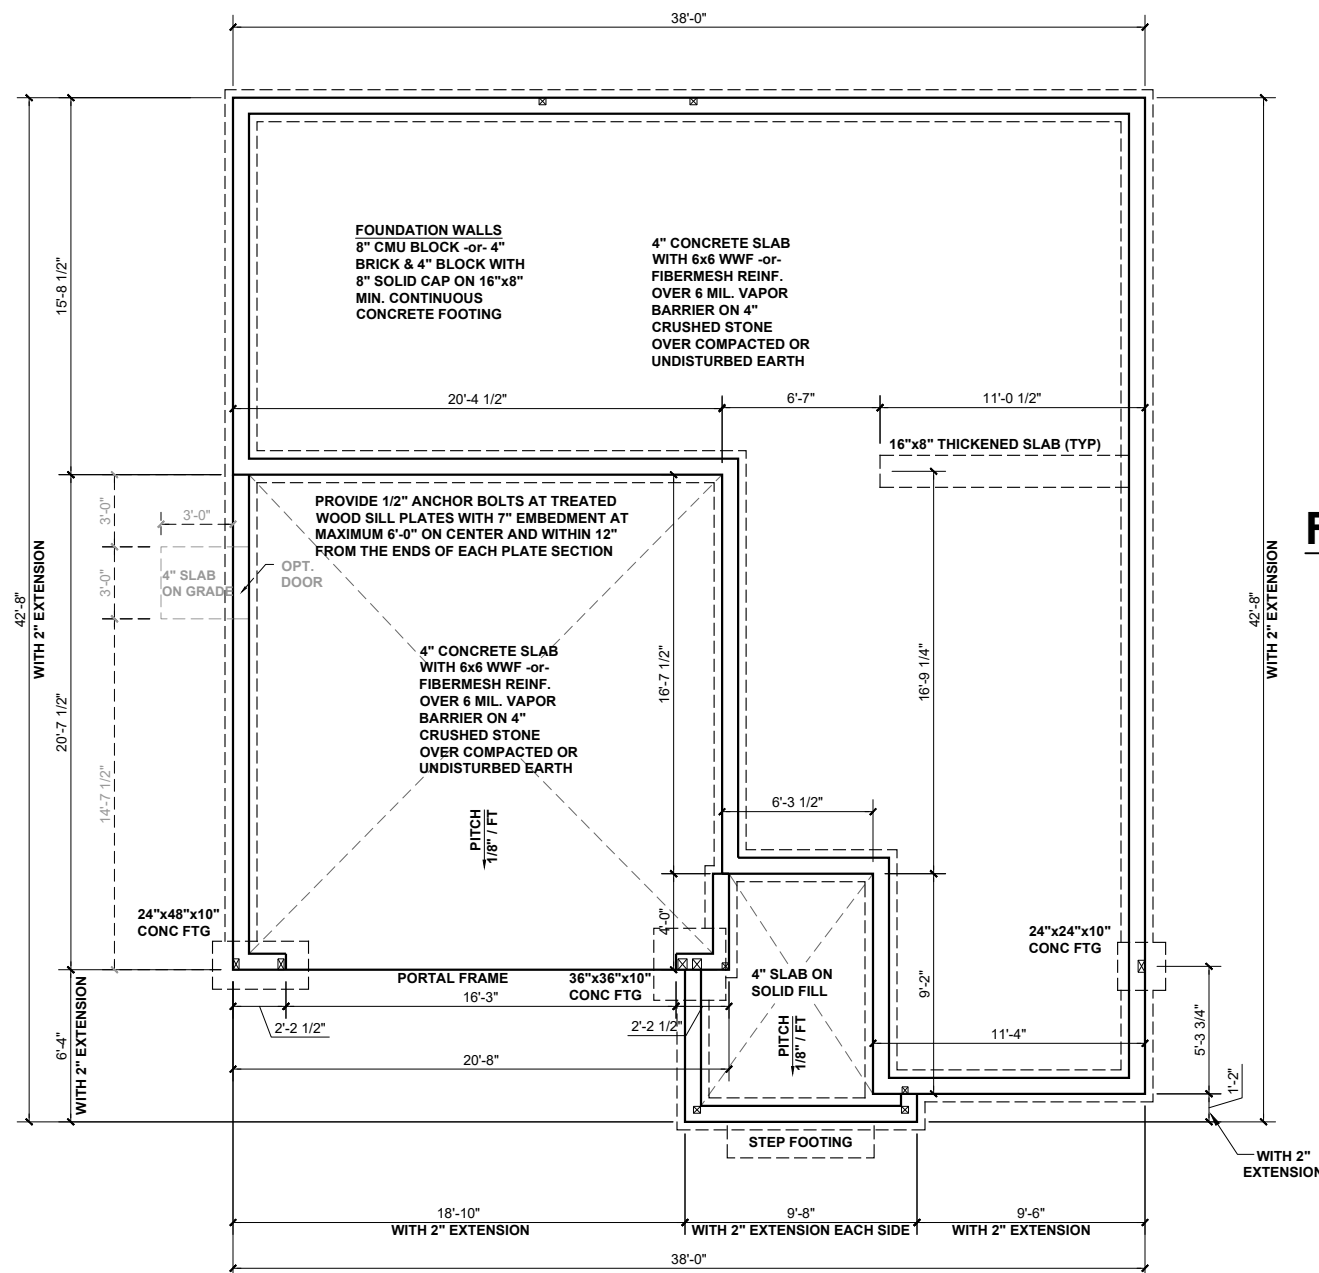 38'-0"
FOUNDATION WALLS
8" CMU BLOCK -or- 4"
BRICK & 4" BLOCK WITH
8" SOLID CAP ON 16"x8"
MIN. CONTINUOUS
CONCRETE FOOTING
4" CONCRETE SLAB
WITH 6x6 WWF -or-
FIBERMESH REINF.
OVER 6 MIL. VAPOR
BARRIER ON 4"
CRUSHED STONE
OVER COMPACTED OR
UNDISTURBED EARTH
15'-8 1/2"
20'-4 1/2"
6'-7"
11'-0 1/2"
16"x8" THICKENED SLAB (TYP)
PROVIDE 1/2" ANCHOR BOLTS AT TREATED
WOOD SILL PLATES WITH 7" EMBEDMENT AT
MAXIMUM 6'-0" ON CENTER AND WITHIN 12"
FROM THE ENDS OF EACH PLATE SECTION
3'-0"
3'-0"
3'-0"
4" SLAB
ON GRADE
OPT.
DOOR
42'-8"
WITH 2" EXTENSION
20'-7 1/2"
14'-7 1/2"
42'-8"
WITH 2" EXTENSION
F
4" CONCRETE SLAB
WITH 6x6 WWF -or-
FIBERMESH REINF.
OVER 6 MIL. VAPOR
BARRIER ON 4"
CRUSHED STONE
OVER COMPACTED OR
UNDISTURBED EARTH
16'-7 1/2"
16'-9 1/4"
PITCH
1/8" / FT
6'-3 1/2"
24"x48"x10"
CONC FTG
4'-0"
24"x24"x10"
CONC FTG
PORTAL FRAME
36"x36"x10"
CONC FTG
4" SLAB ON
SOLID FILL
9'-2"
16'-3"
2'-2 1/2"
2'-2 1/2"
PITCH
1/8" / FT
11'-4"
5'-3 3/4"
6'-4"
WITH 2" EXTENSION
20'-8"
1'-2"
STEP FOOTING
WITH 2"
EXTENSION
18'-10"
WITH 2" EXTENSION
9'-8"
WITH 2" EXTENSION EACH SIDE
9'-6"
WITH 2" EXTENSION
38'-0"